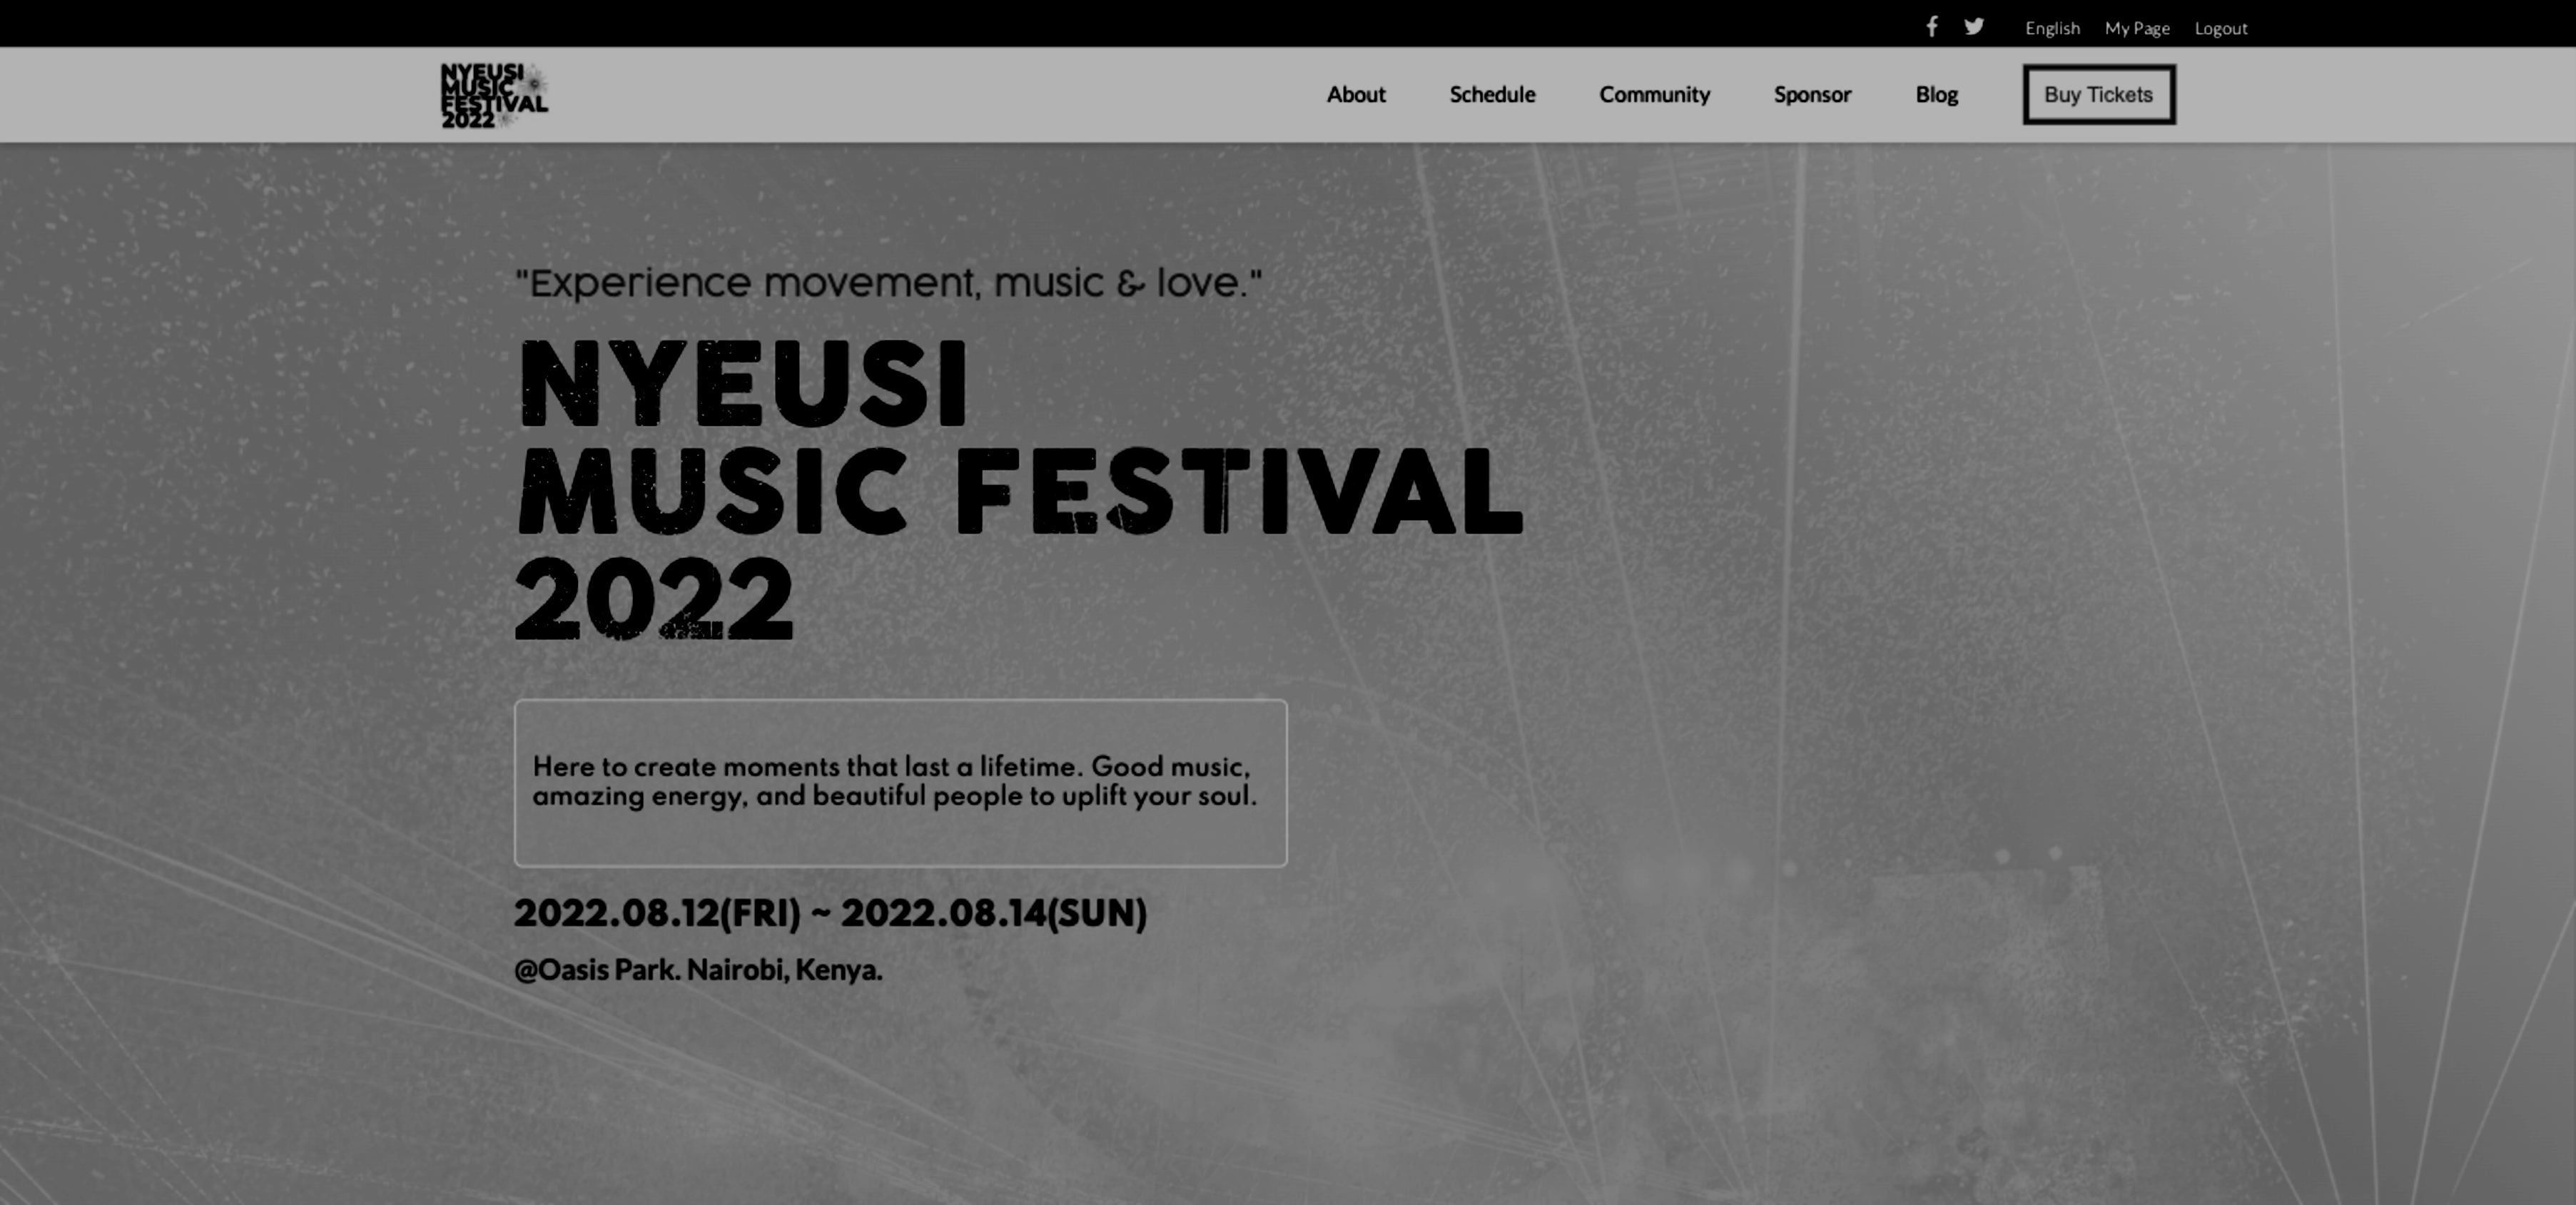 English My Page Logout
NYEUSI
MUSIC
FESTIVAL
2022
About Schedule Community Sponsor Blog Buy Tickets
"Experience movement, music & love."
NYEUSI
MUSIC FESTIVAL
2022
Here to create moments that last a lifetime. Good music,
amazing energy, and beautiful people to uplift your soul.
2022.08.12(FRI) ~ 2022.08.14(SUN)
@Oasis Park. Nairobi, Kenya.